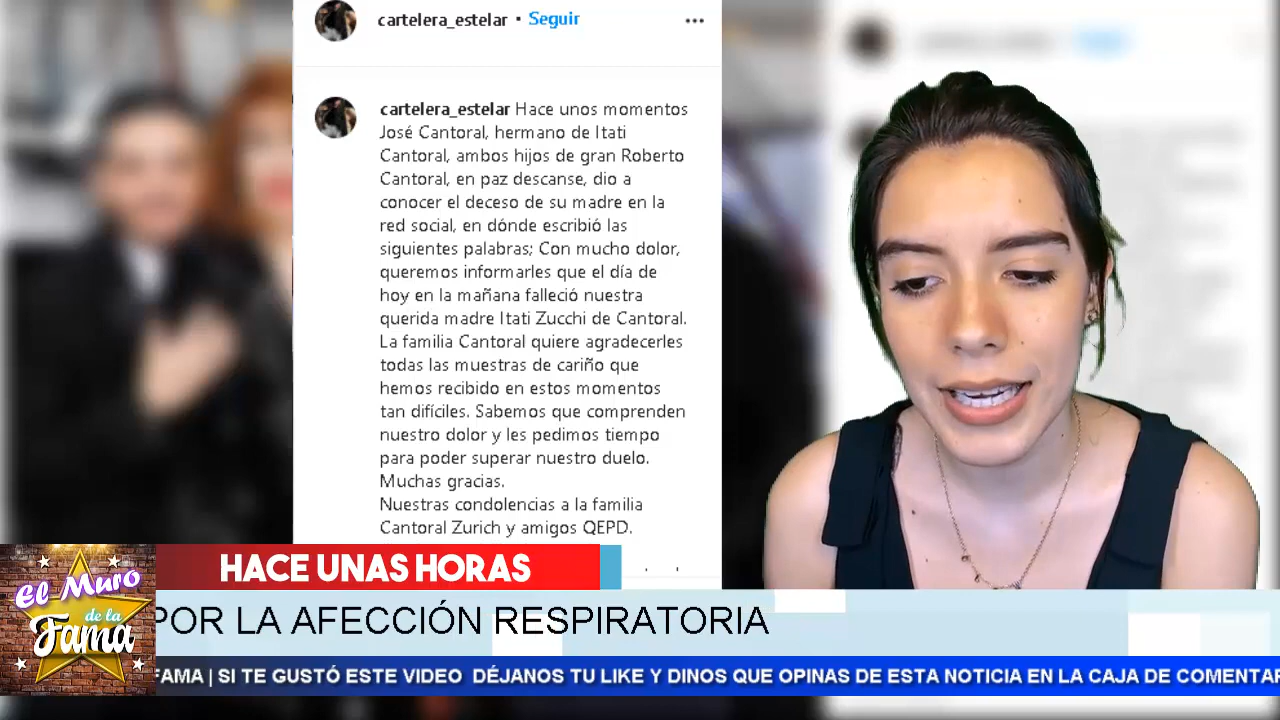 cartelera_estelar • Seguir
cartelera_estelar Hace unos momentos
José Cantoral, hermano de Itati
Cantoral, ambos hijos de gran Roberto
Cantoral, en paz descanse, dio a
conocer el deceso de su madre en la
red social, en dónde escribió las
siguientes palabras; Con mucho dolor,
queremos informarles que el día de
hoy en la mañana falleció nuestra
querida madre Itati Zucchi de Cantoral.
La familia Cantoral quiere agradecerles
todas las muestras de cariño que
hemos recibido en estos momentos
tan difíciles. Sabemos que comprenden
nuestro dolor y les pedimos tiempo
para poder superar nuestro duelo.
Muchas gracias.
Nuestras condolencias a la familia
Cantoral Zurich y amigos QEPD.
HACE UNAS HORAS
El Muro
de la
Fama
POR LA AFECCIÓN RESPIRATORIA
FAMA | SI TE GUSTÓ ESTE VIDEO DÉJANOS TU LIKE Y DINOS QUE OPINAS DE ESTA NOTICIA EN LA CAJA DE COMENTAR